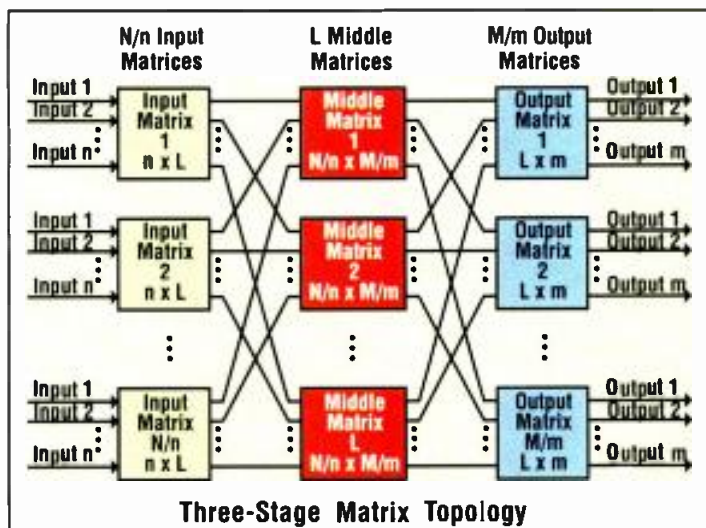 N/n Input
Matrices
L Middle
Matrices
M/m Output
Matrices
Input 1
Input 2
Input n
Input
Matrix
1
n x L
Middle
Matrix
1
N/n x M/m
Output
Matrix
1
L x m
Output 1
Output 2
Output m
Input 1
Input 2
Input n
Input
Matrix
2
n x L
Middle
Matrix
2
N/n x M/m
Output
Matrix
2
L x m
Output 1
Output 2
Output m
Input 1
Input 2
Input n
Input
Matrix
N/n
n x L
Middle
Matrix
L
N/n x M/m
Output
Matrix
M/m
L x m
Output 1
Output 2
Output m
Three-Stage Matrix Topology